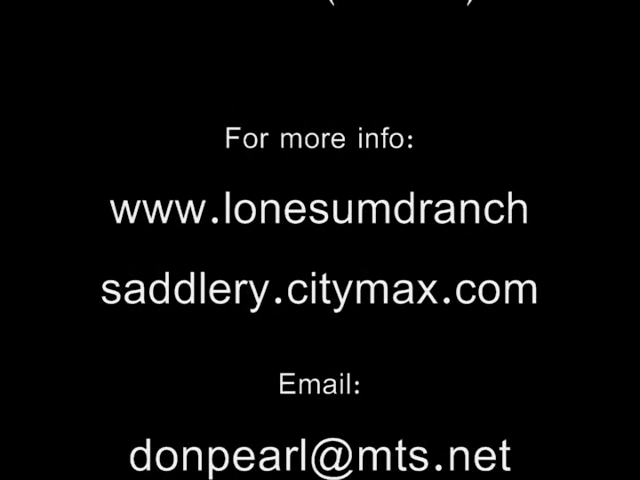 For more info:
www.lonesumdranch
saddlery.citymax.com
Email:
donpearl@mts.net